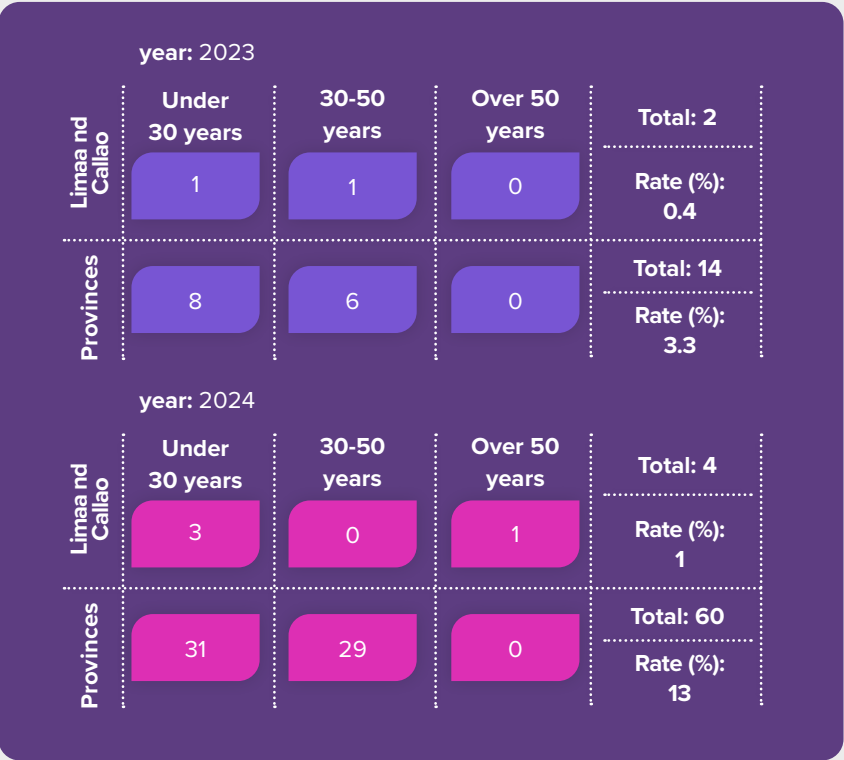 year: 2023
Under
30 years
30-50
years
Over 50
years
Total: 2
Limaa nd
Callao
1
1
0
Rate (%):
0.4
Provinces
8
6
0
Total: 14
Rate (%):
3.3
year: 2024
Under
30 years
30-50
years
Over 50
years
Total: 4
Limaa nd
Callao
3
0
1
Rate (%):
1
Provinces
31
29
0
Total: 60
Rate (%):
13